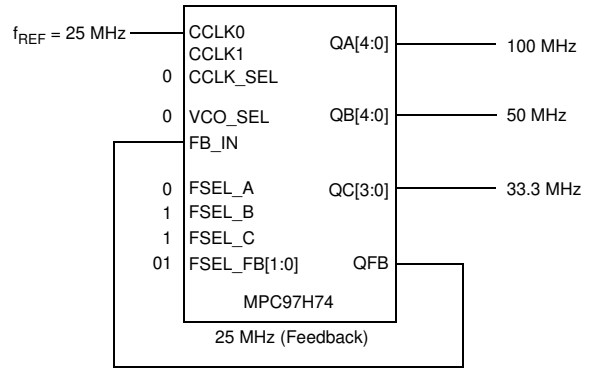 fREF = 25 MHz
CCLK0
CCLK1
0 CCLK_SEL
0 VCO_SEL
FB_IN
0 FSEL_A
1 FSEL_B
1 FSEL_C
01 FSEL_FB[1:0]
QA[4:0] 100 MHz
QB[4:0] 50 MHz
QC[3:0] 33.3 MHz
QFB
MPC97H74
25 MHz (Feedback)